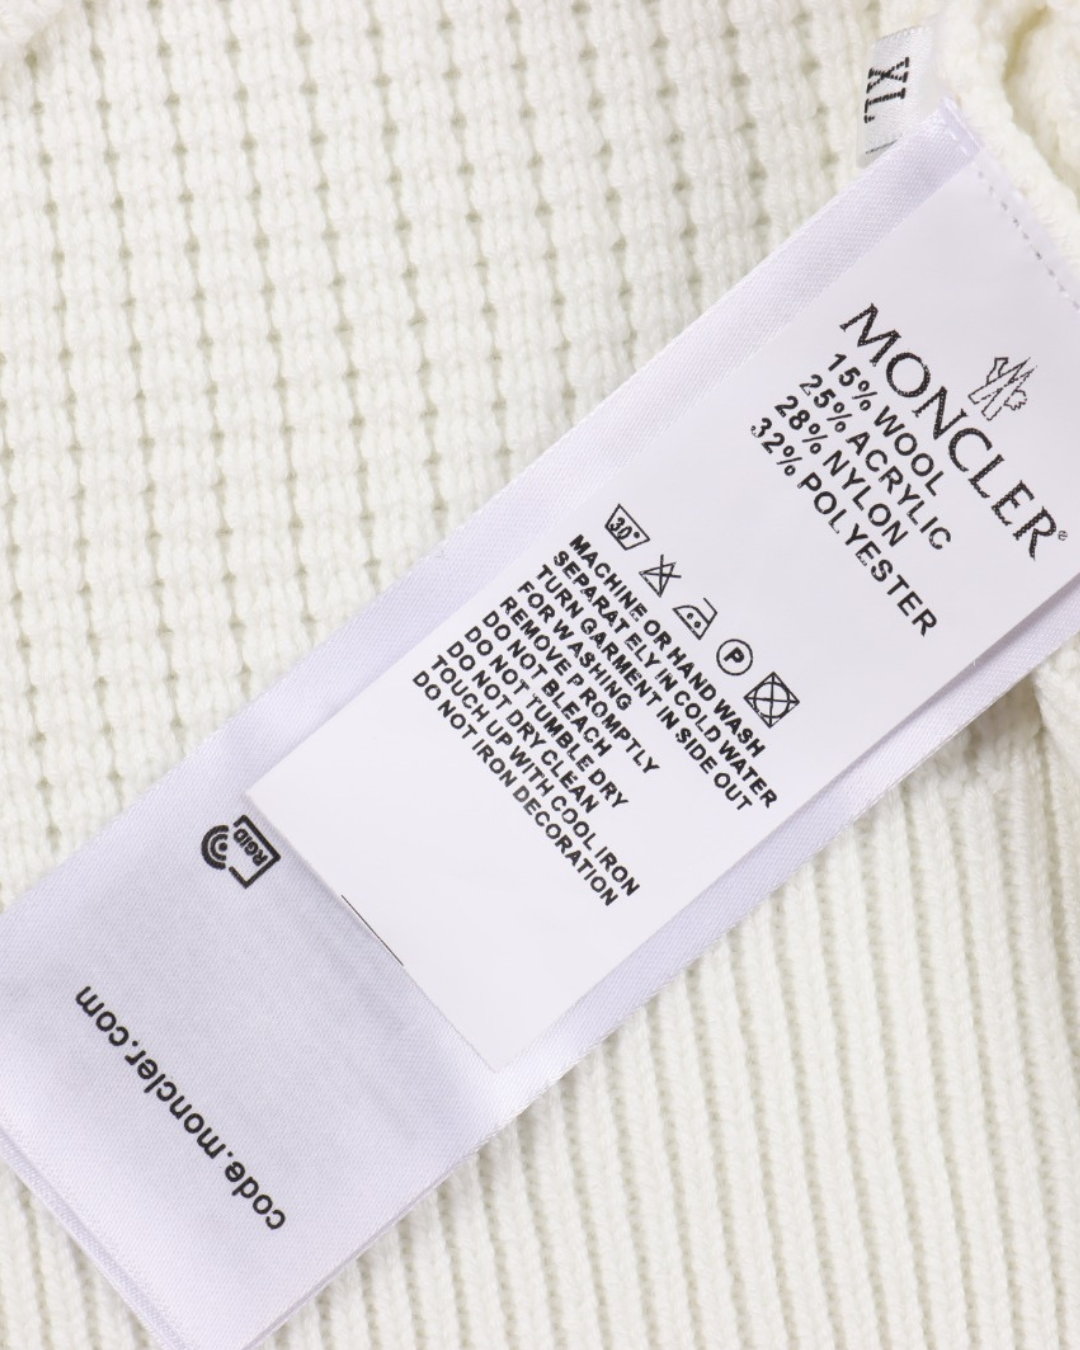 XL
MONCLER
15% WOOL
25% ACRYLIC
28% NYLON
32% POLYESTER
30°
P
MACHINE OR HAND WASH
SEPARAT ELY IN COLD WATER
TURN GARMENT IN SIDE OUT
FOR WASHING
REMOVE P ROMPTLY
DO NOT BLEACH
DO NOT TUMBLE DRY
DO NOT DRY CLEAN
TOUCH UP WITH COOL IRON
DO NOT IRON DECORATION
RGID
code.moncler.com